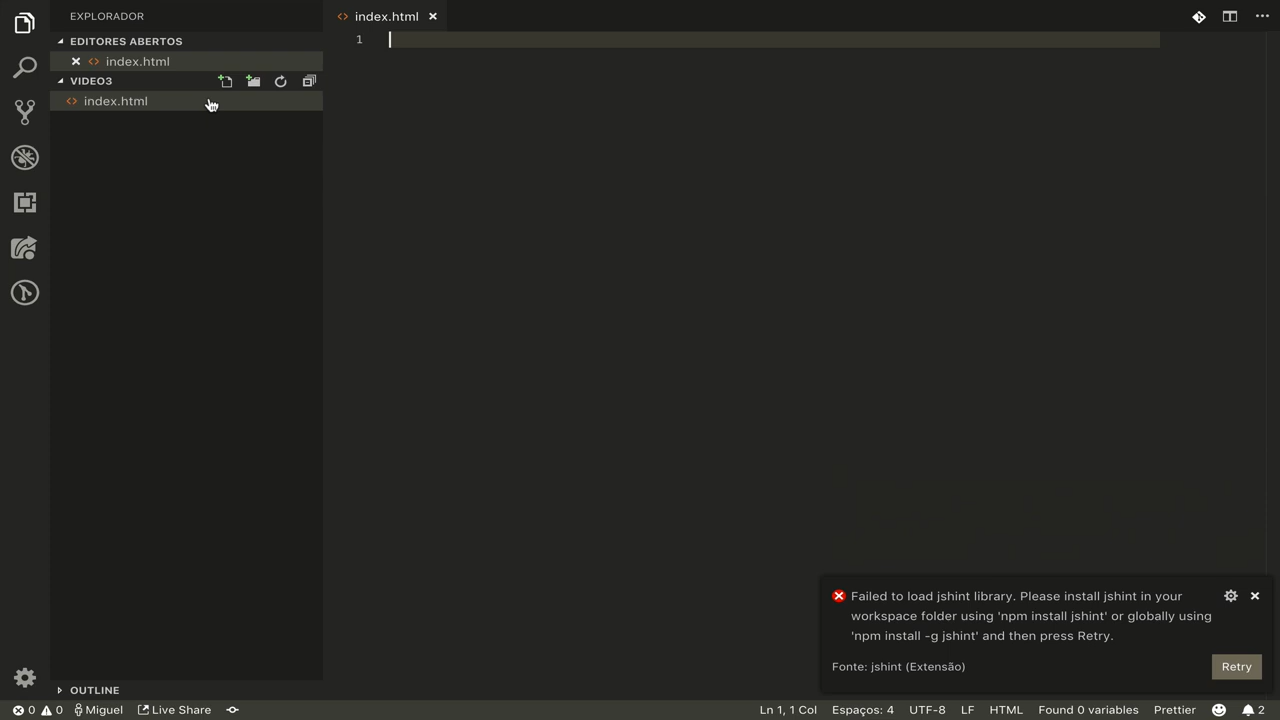 EXPLORADOR
EDITORES ABERTOS
index.html
VIDEO3
index.html
OUTLINE
index.html
1
Failed to load jshint library. Please install jshint in your
workspace folder using 'npm install jshint' or globally using
'npm install -g jshint' and then press Retry.
Fonte: jshint (Extensão)
Retry
0 0 Miguel Live Share Ln 1, 1 Col Espaços: 4 UTF-8 LF HTML Found 0 variables Prettier 2